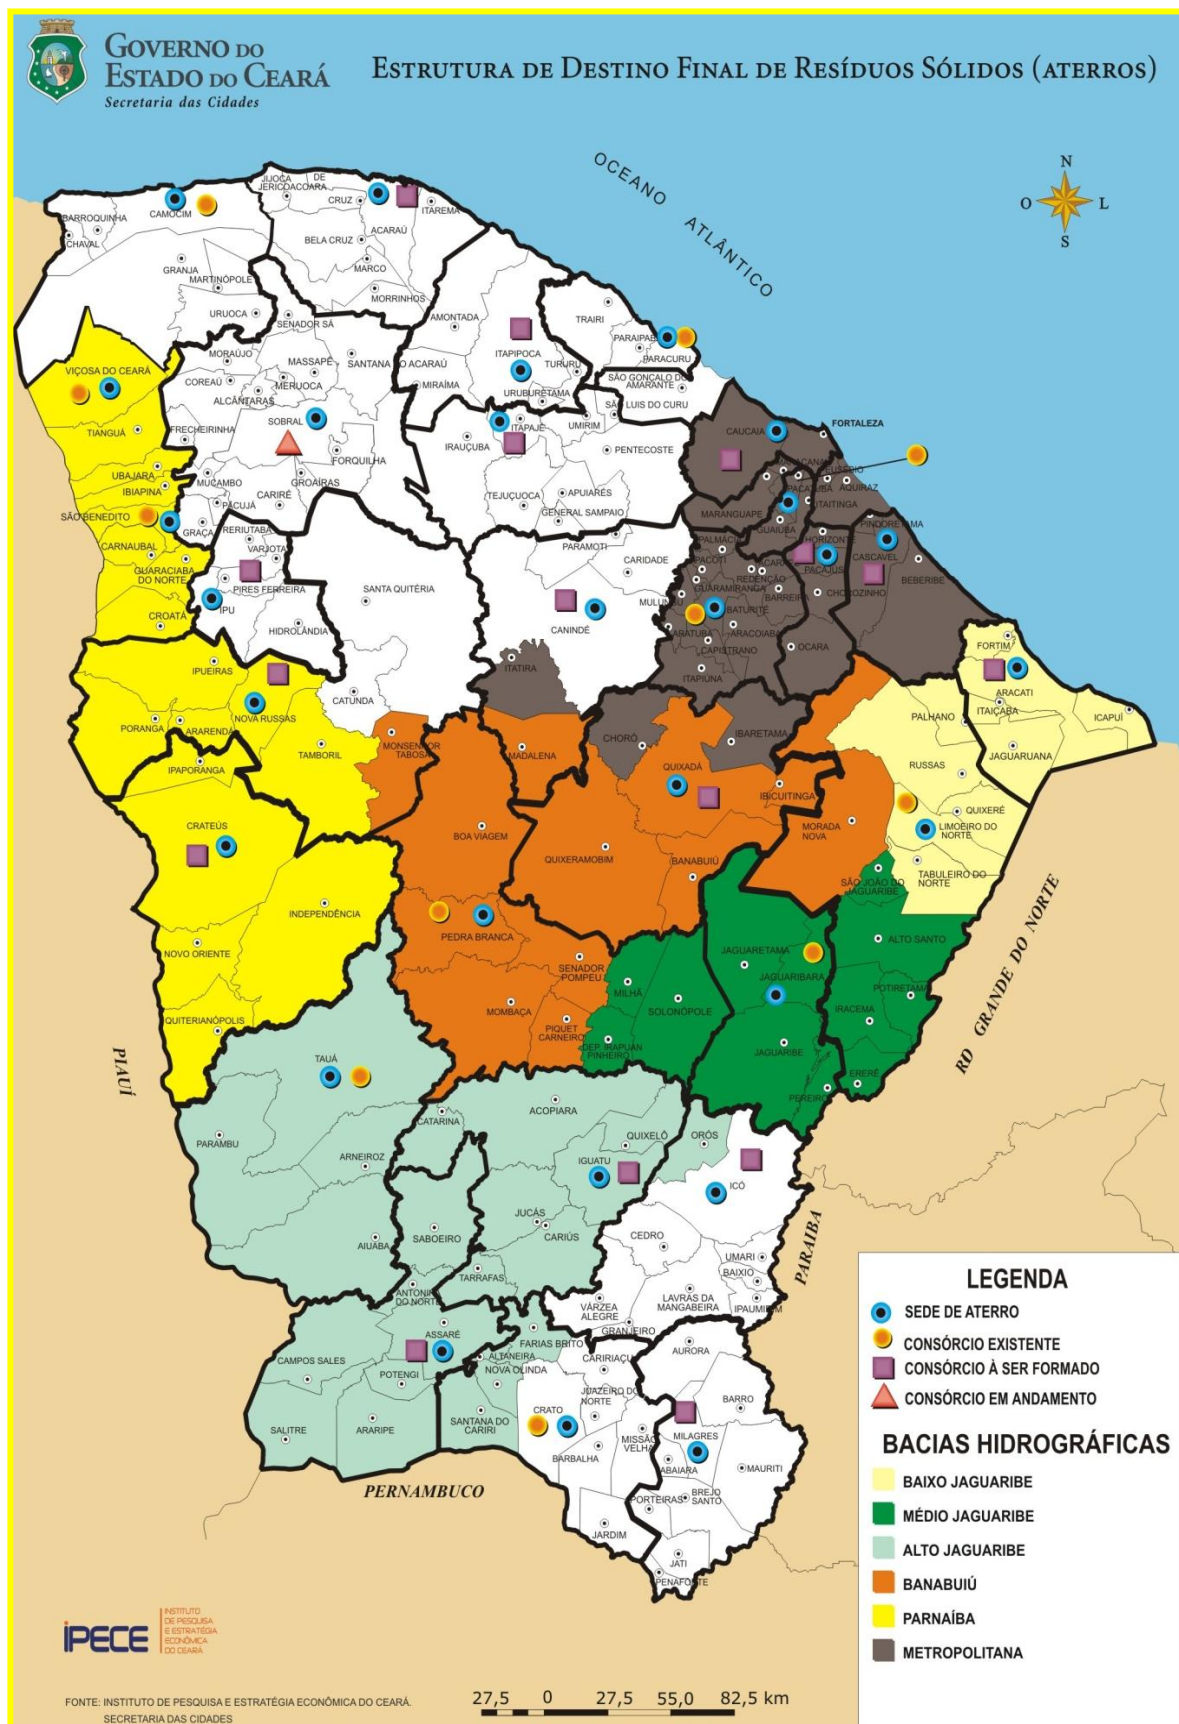 GOVERNO DO
ESTADO DO CEARÁ
Secretaria das Cidades
ESTRUTURA DE DESTINO FINAL DE RESÍDUOS SÓLIDOS (ATERROS)
OCEANO ATLÂNTICO
N
O
L
S
JIJOCA DE
JERICOACOARA
CRUZ
ITAREMA
CAMOCIM
BARROQUINHA
CHAVAL
ACARAÚ
BELA CRUZ
GRANJA
MARCO
MARTINÓPOLE
MORRINHOS
URUOCA
SENADOR SÁ
AMONTADA
TRAIRI
PARAIPABA
PARACURU
MORAÚJO
MASSAPÊ
SANTANA DO ACARAÚ
ITAPIPOCA
TURURU
VIÇOSA DO CEARÁ
COREAÚ
MERUOCA
MIRAÍMA
URUBURETAMA
SÃO GONÇALO DO
AMARANTE
ALCÂNTARAS
SÃO LUIS DO CURU
TIANGUÁ
FRECHEIRINHA
SOBRAL
ITAPAJÉ
UMIRIM
CAUCAIA
FORTALEZA
IRAUÇUBA
PENTECOSTE
FORQUILHA
UBAJARA
IBIAPINA
MUCAMBO
GROAÍRAS
MARACANAÚ
EUSÉBIO
PACATUBA
AQUIRAZ
PACUJÁ
CARIRÉ
TEJUÇUOCA
APUIARÉS
ITAITINGA
SÃO BENEDITO
GRAÇA
GENERAL SAMPAIO
MARANGUAPE
GUAIUBA
PINDORETAMA
RERIUTABA
VARJOTA
PARAMOTI
PALMÁCIA
HORIZONTE
CASCAVEL
CARNAUBAL
GUARACIABA
DO NORTE
CARIDADE
PACOTI
ACARAPE
REDENÇÃO
PACAJUS
BEBERIBE
PIRES FERREIRA
SANTA QUITÉRIA
MULUNGU
GUARAMIRANGA
BARREIRA
CHOROZINHO
IPU
CROATÁ
HIDROLÂNDIA
CANINDÉ
BATURITÉ
ARATUBA
ARACOIABA
CAPISTRANO
OCARA
ITAPIÚNA
FORTIM
IPUEIRAS
ITATIRA
ARACATI
NOVA RUSSAS
CATUNDA
ITAIÇABA
ICAPUÍ
PORANGA
ARARENDÁ
MONSENHOR
TABOSA
MADALENA
CHORÓ
IBARETAMA
PALHANO
JAGUARUANA
TAMBORIL
IPAPORANGA
QUIXADÁ
RUSSAS
IBICUITINGA
QUIXERÉ
CRATEÚS
BOA VIAGEM
MORADA
NOVA
LIMOEIRO DO
NORTE
QUIXERAMOBIM
BANABUIÚ
SÃO JOÃO DO
JAGUARIBE
TABULEIRO DO
NORTE
INDEPENDÊNCIA
NOVO ORIENTE
PEDRA BRANCA
ALTO SANTO
SENADOR
POMPEU
JAGUARETAMA
JAGUARIBARA
MILHÃ
SOLONÓPOLE
POTIRETAMA
IRACEMA
QUITERIANÓPOLIS
MOMBAÇA
PIQUET
CARNEIRO
DEP. IRAPUAN
PINHEIRO
JAGUARIBE
ERERÊ
PEREIRO
TAUÁ
CATARINA
ACOPIARA
PARAMBU
QUIXELÔ
ORÓS
ARNEIROZ
IGUATU
ICÓ
JUCÁS
CARIÚS
CEDRO
AIUABA
SABOEIRO
UMARI
BAIXIO
TARRAFAS
ANTONINA
DO NORTE
LAVRAS DA
MANGABEIRA
IPAUMIRIM
VÁRZEA
ALEGRE
GRANJEIRO
ASSARÉ
FARIAS BRITO
AURORA
CAMPOS SALES
ALTANEIRA
NOVA OLINDA
CARIRIAÇU
POTENGI
JUAZEIRO DO
NORTE
BARRO
CRATO
SALITRE
ARARIPE
SANTANA DO
CARIRI
MISSÃO
VELHA
MILAGRES
BARBALHA
ABAIARA
MAURITI
PORTEIRAS
BREJO
SANTO
JARDIM
JATI
PENAFORTE
PIAUÍ
RD GRANDE DO NORTE
PARAIBA
PERNAMBUCO
LEGENDA
SEDE DE ATERRO
CONSÓRCIO EXISTENTE
CONSÓRCIO À SER FORMADO
CONSÓRCIO EM ANDAMENTO
BACIAS HIDROGRÁFICAS
BAIXO JAGUARIBE
MÉDIO JAGUARIBE
ALTO JAGUARIBE
BANABUIÚ
PARNAÍBA
METROPOLITANA
IPECE
INSTITUTO
DE PESQUISA
E ESTRATÉGIA
ECONÔMICA
DO CEARÁ
FONTE: INSTITUTO DE PESQUISA E ESTRATÉGIA ECONÔMICA DO CEARÁ.
SECRETARIA DAS CIDADES
27,5 0 27,5 55,0 82,5 km